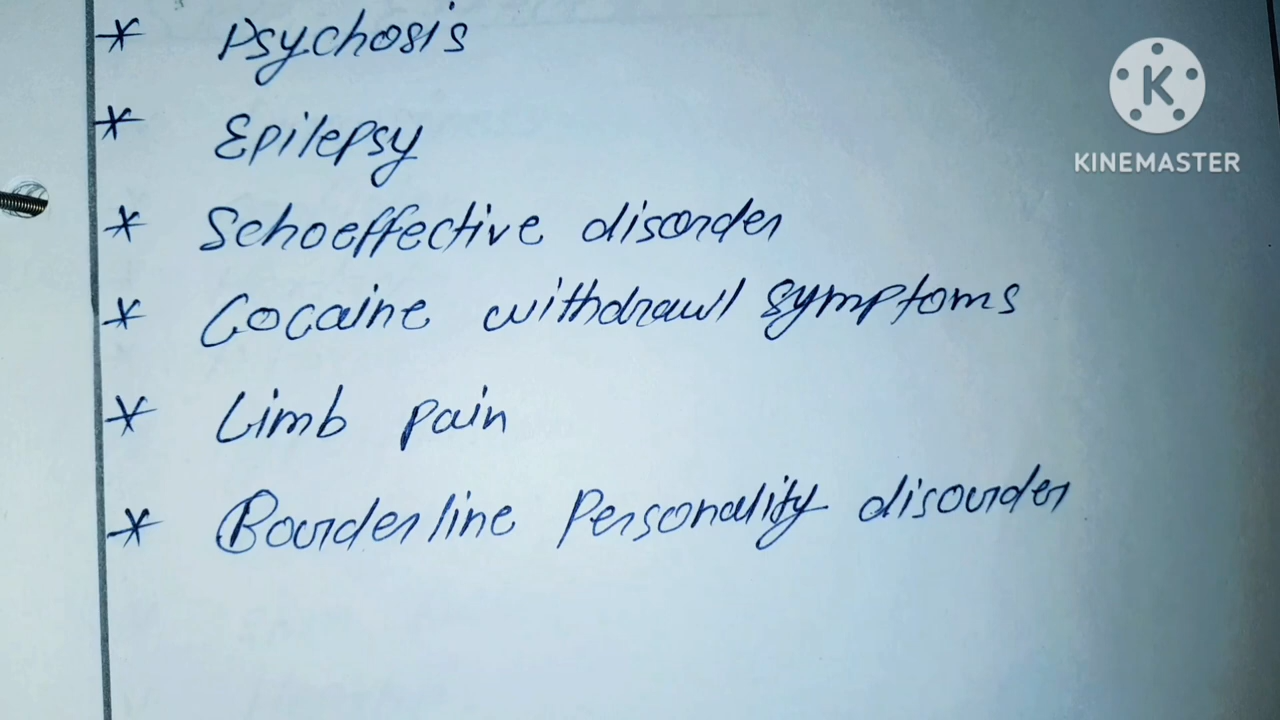 * Psychosis
* Epilepsy
* Schoeffective disorder
* Cocaine withdrawl symptoms
* Limb pain
* Bourderline Personality disourder
K
KINEMASTER